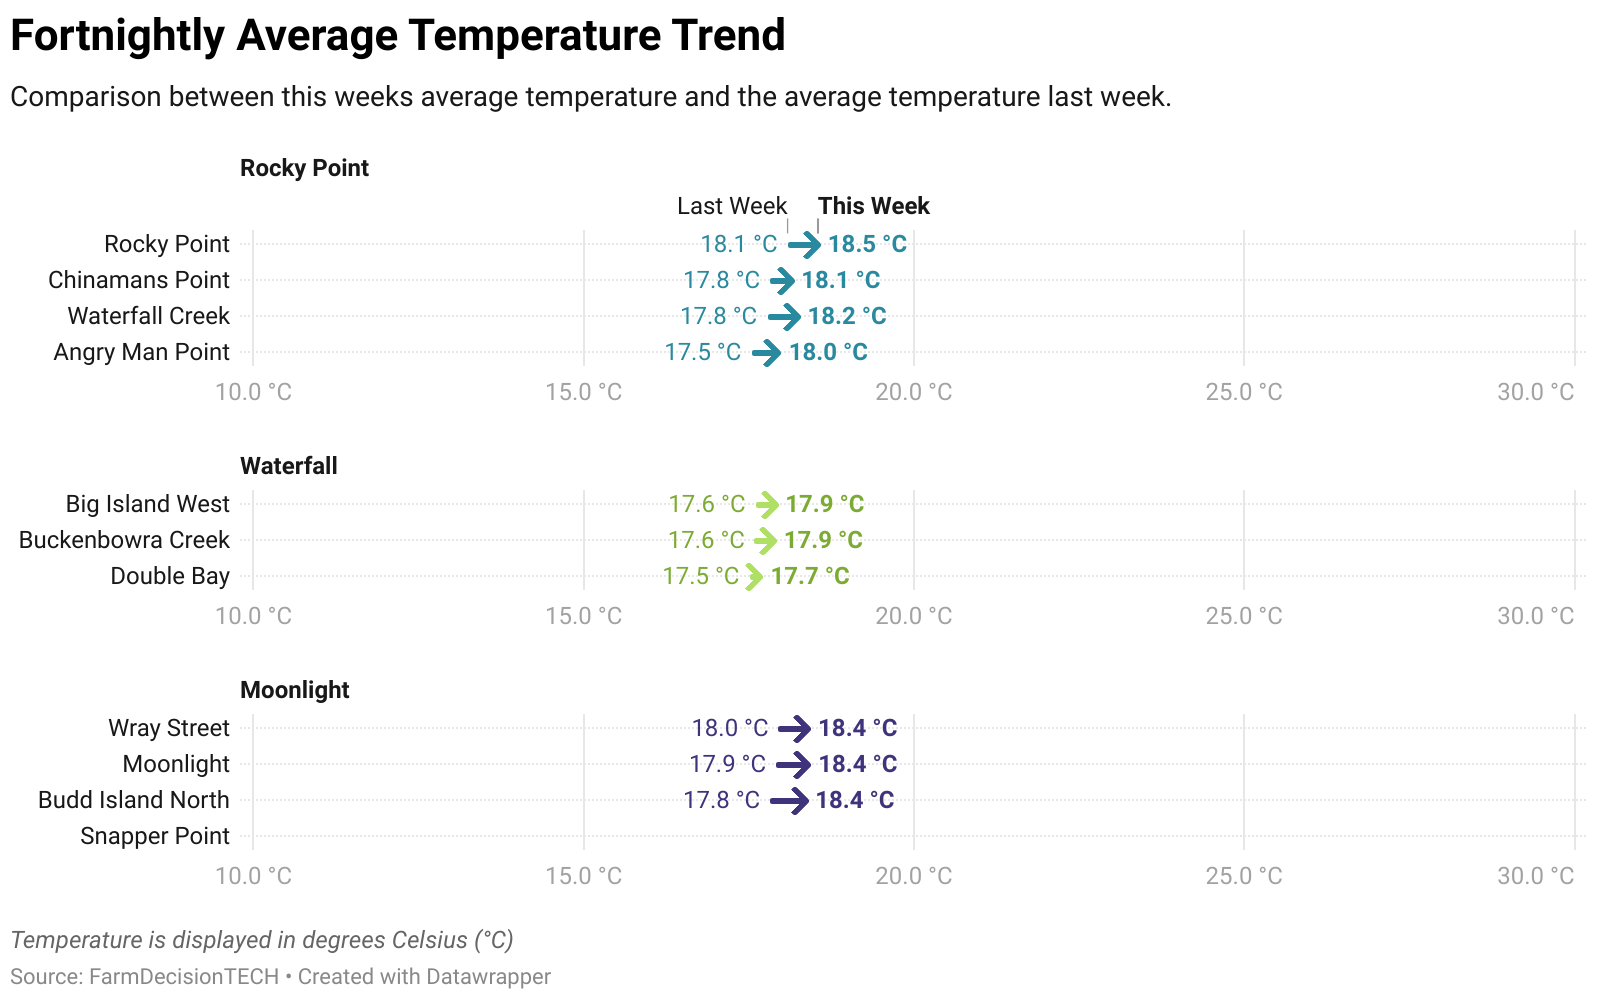 Fortnightly Average Temperature Trend
Comparison between this weeks average temperature and the average temperature last week.
Rocky Point
Last Week This Week
Rocky Point 18.1 °C 18.5 °C
Chinamans Point 17.8 °C 18.1 °C
Waterfall Creek 17.8 °C 18.2 °C
Angry Man Point 17.5 °C 18.0 °C
10.0 °C 15.0 °C 20.0 °C 25.0 °C 30.0 °C
Waterfall
Big Island West 17.6 °C 17.9 °C
Buckenbowra Creek 17.6 °C 17.9 °C
Double Bay 17.5 °C 17.7 °C
10.0 °C 15.0 °C 20.0 °C 25.0 °C 30.0 °C
Moonlight
Wray Street 18.0 °C 18.4 °C
Moonlight 17.9 °C 18.4 °C
Budd Island North 17.8 °C 18.4 °C
Snapper Point
10.0 °C 15.0 °C 20.0 °C 25.0 °C 30.0 °C
Temperature is displayed in degrees Celsius (°C)
Source: FarmDecisionTECH • Created with Datawrapper